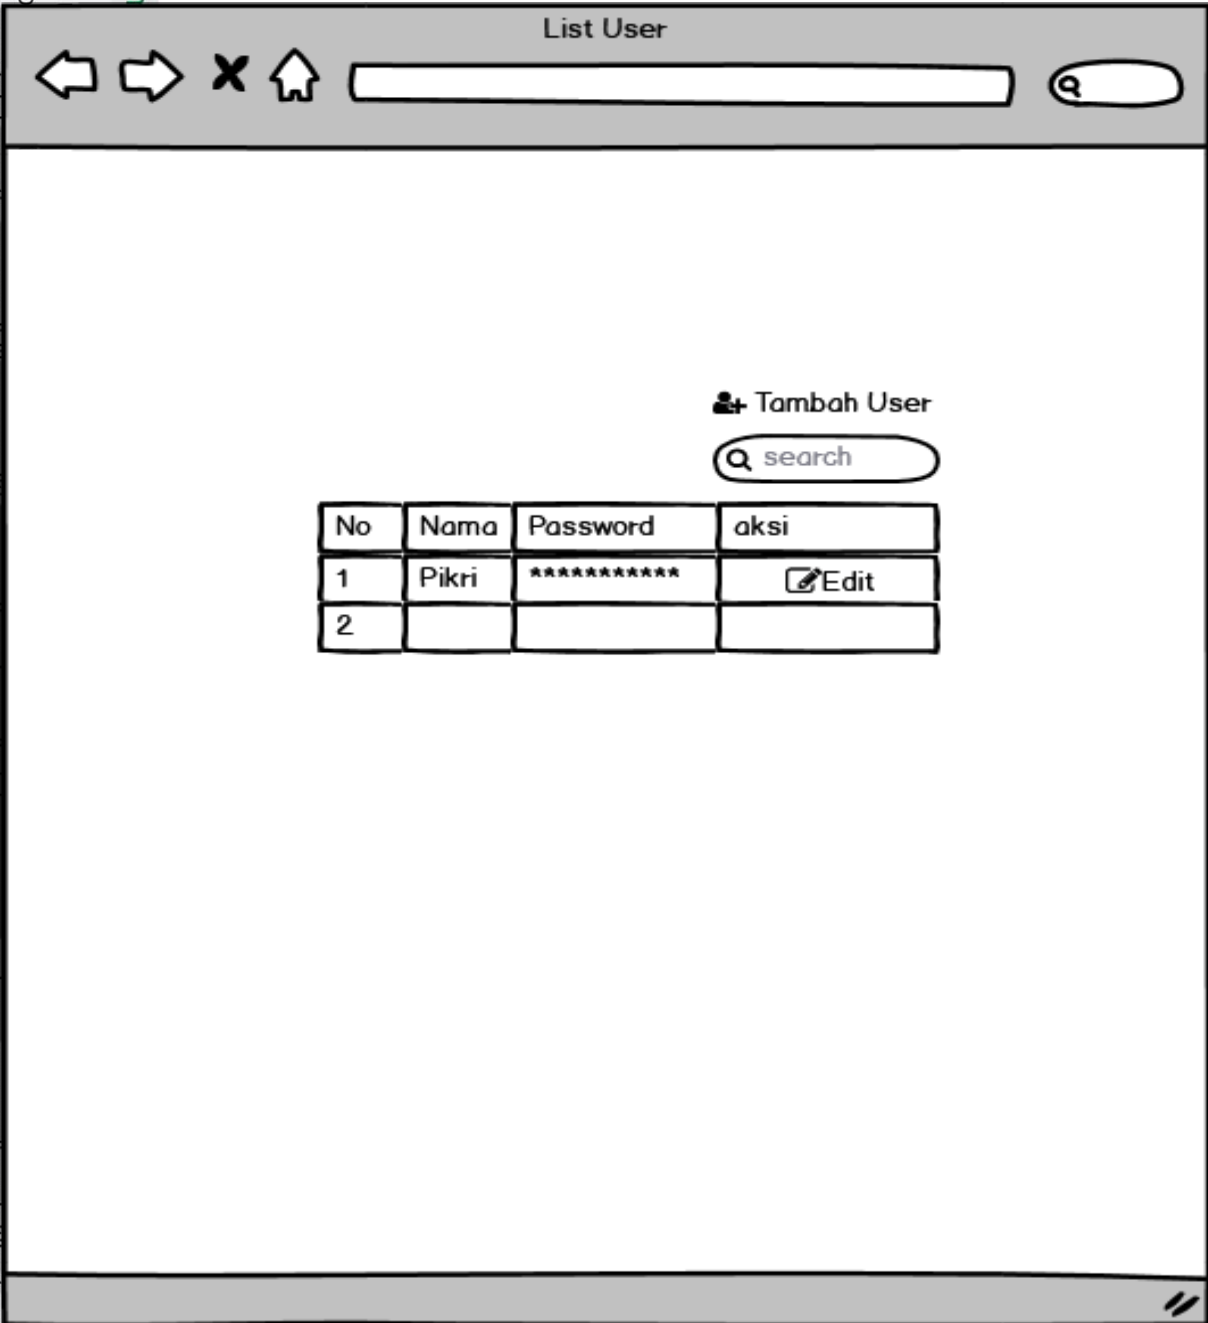 List User
Tambah User
search
No Nama Password aksi
1 Pikri *********** Edit
2